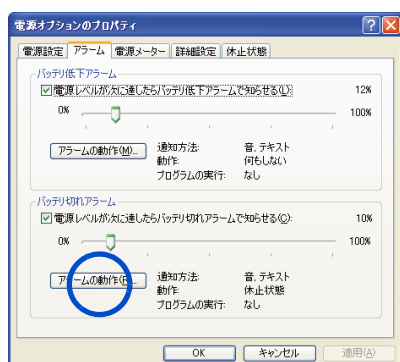 電源オプションのプロパティ
電源設定 アラーム 電源メーター 詳細設定 休止状態
バッテリ低下アラーム
電源レベルが次に達したらバッテリ低下アラームで知らせる(L): 12%
0% 100%
アラームの動作(M)... 通知方法: 音, テキスト
動作: 何もしない
プログラムの実行: なし
バッテリ切れアラーム
電源レベルが次に達したらバッテリ切れアラームで知らせる(C): 10%
0% 100%
アラームの動作(R)... 通知方法: 音, テキスト
動作: 休止状態
プログラムの実行: なし
OK キャンセル 適用(A)